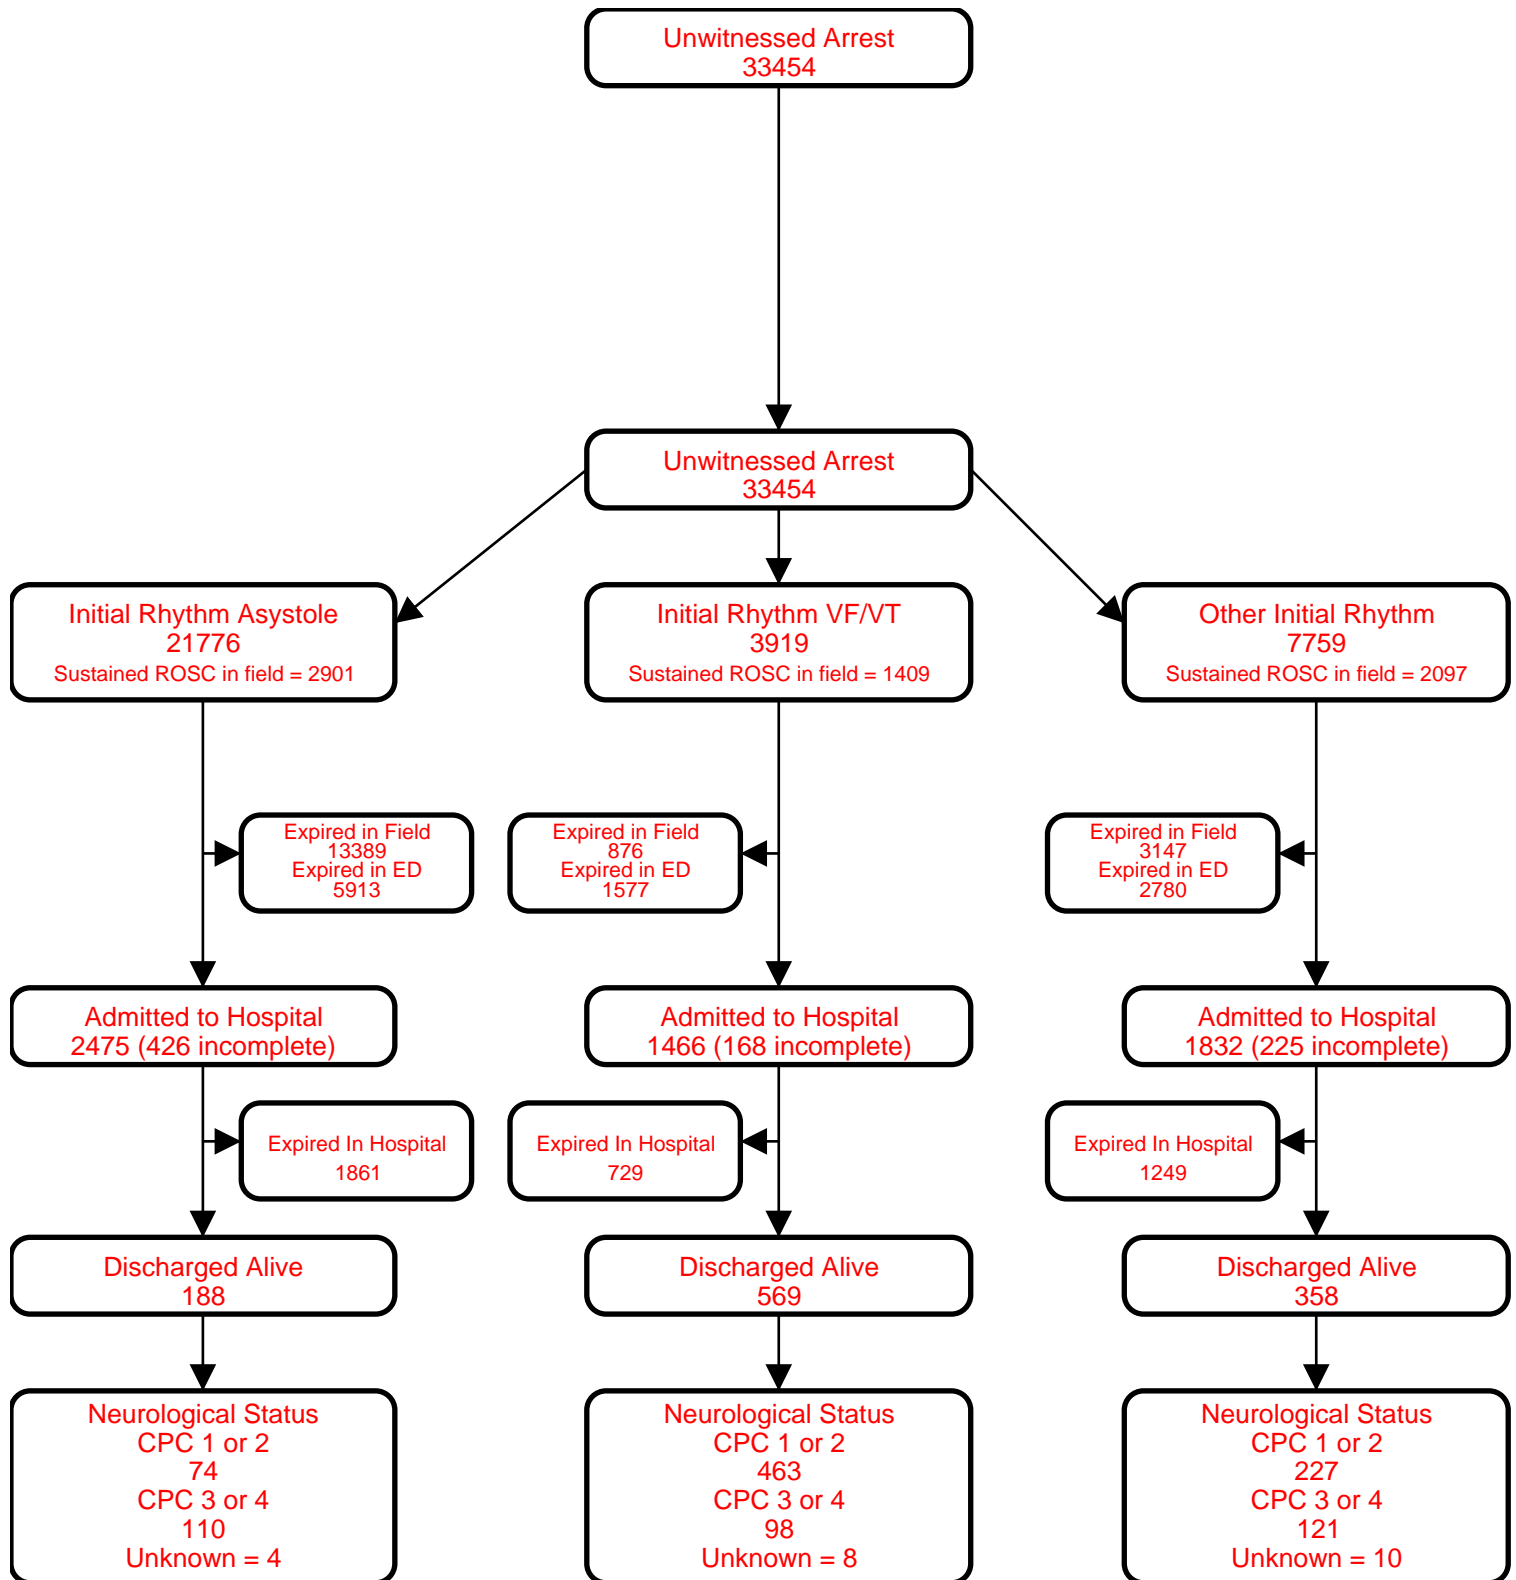 Unwitnessed Arrest
33454
Unwitnessed Arrest
33454
Initial Rhythm Asystole
21776
Sustained ROSC in field = 2901
Initial Rhythm VF/VT
3919
Sustained ROSC in field = 1409
Other Initial Rhythm
7759
Sustained ROSC in field = 2097
Expired in Field
13389
Expired in ED
5913
Expired in Field
876
Expired in ED
1577
Expired in Field
3147
Expired in ED
2780
Admitted to Hospital
2475 (426 incomplete)
Admitted to Hospital
1466 (168 incomplete)
Admitted to Hospital
1832 (225 incomplete)
Expired In Hospital
1861
Expired In Hospital
729
Expired In Hospital
1249
Discharged Alive
188
Discharged Alive
569
Discharged Alive
358
Neurological Status
CPC 1 or 2
74
CPC 3 or 4
110
Unknown = 4
Neurological Status
CPC 1 or 2
463
CPC 3 or 4
98
Unknown = 8
Neurological Status
CPC 1 or 2
227
CPC 3 or 4
121
Unknown = 10